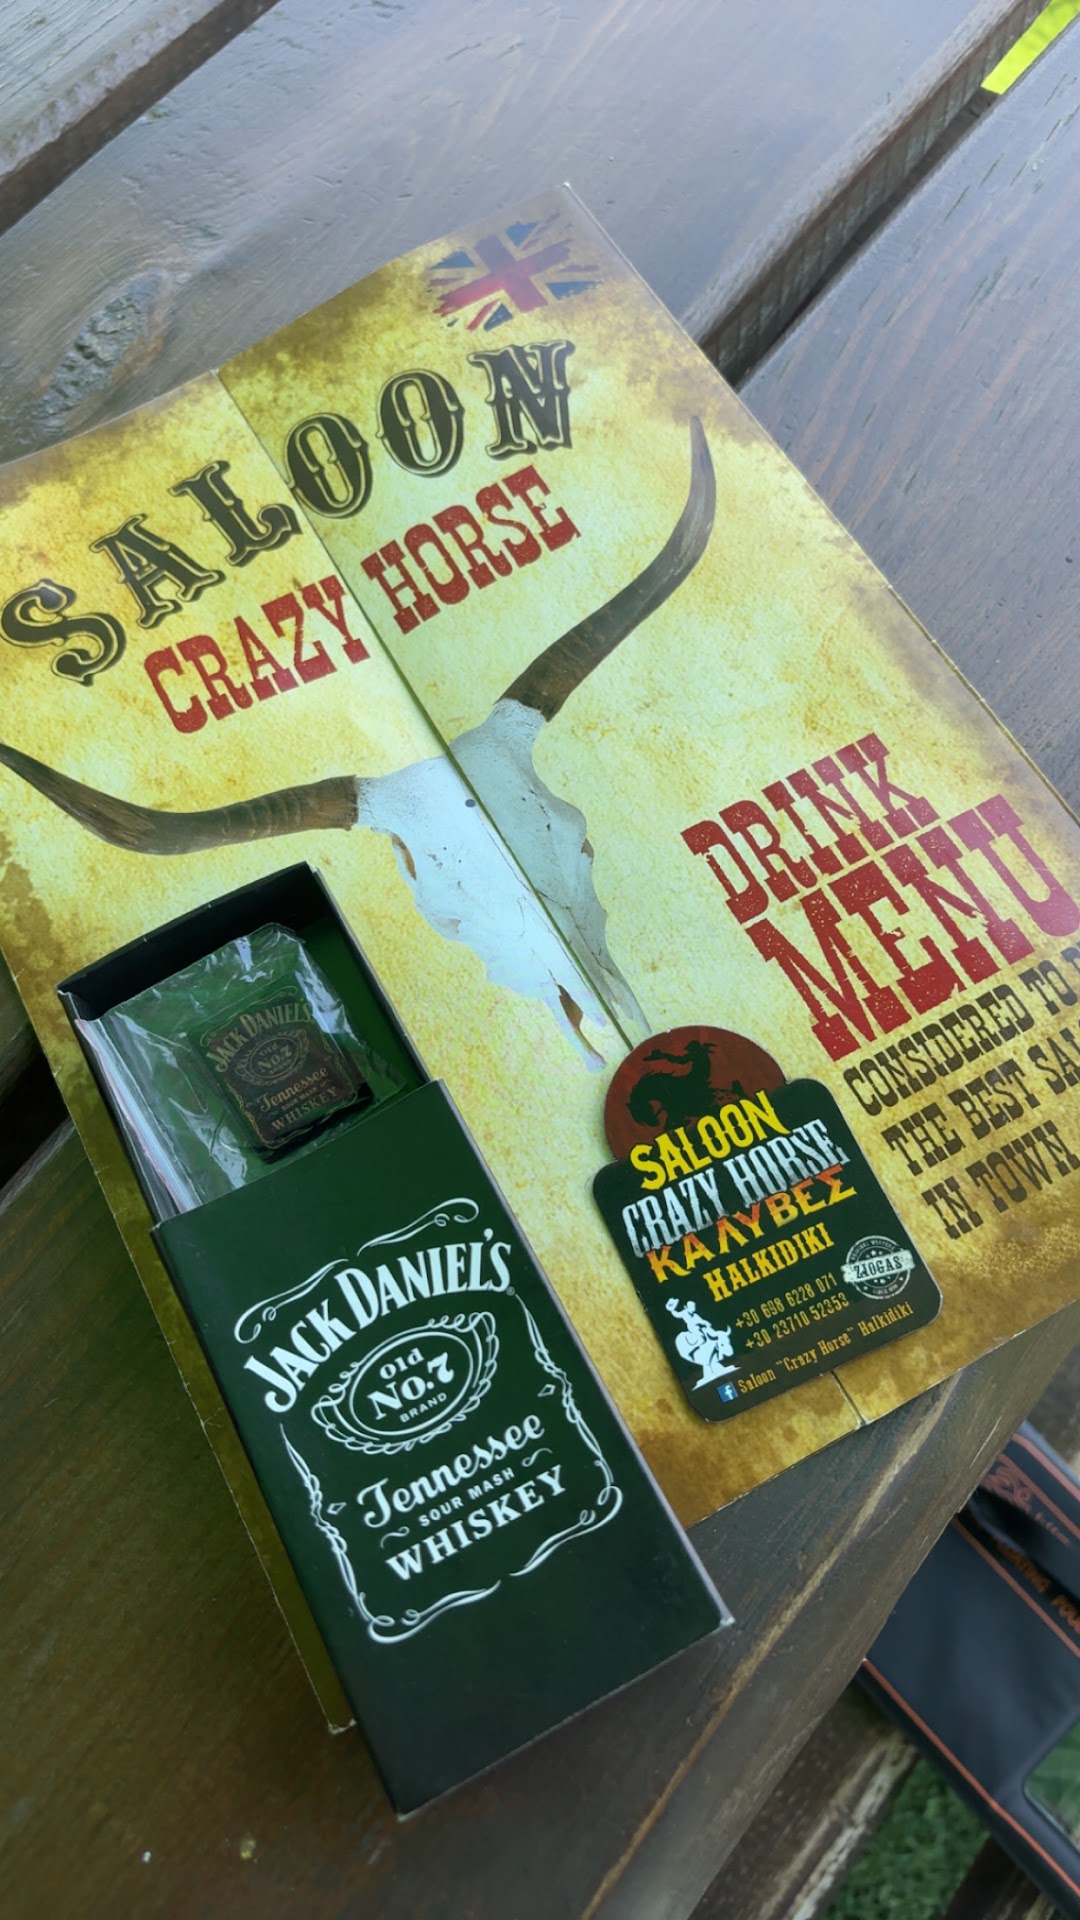 SALOON
CRAZY HORSE
DRINK
MENU
CONSIDERED TO
THE BEST
IN TOWN
JACK DANIEL'S
Old
No.7
Tennessee
SOUR MASH
WHISKEY
JACK DANIEL'S
Old
No.7
BRAND
Tennessee
SOUR MASH
WHISKEY
SALOON
CRAZY HORSE
ΚΑΛΥΒΕΣ
HALKIDIKI
ZIOGAS
+30 698 6228 071
+30 23710 52353
f Saloon "Crazy Horse" Halkidiki